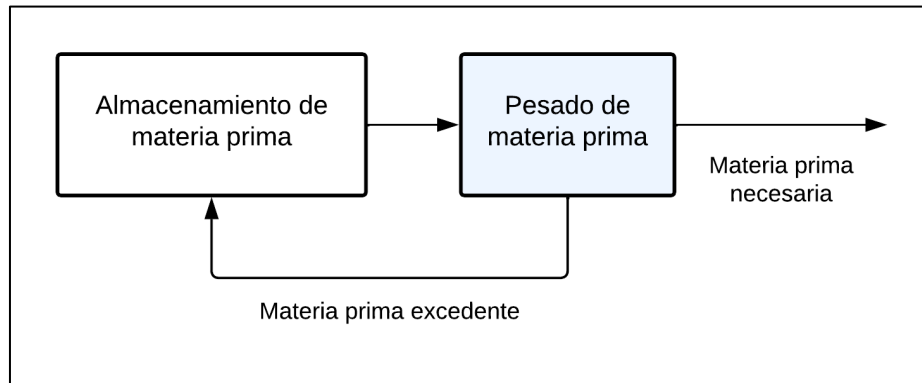 Almacenamiento de
materia prima
Pesado de
materia prima
Materia prima
necesaria
Materia prima excedente